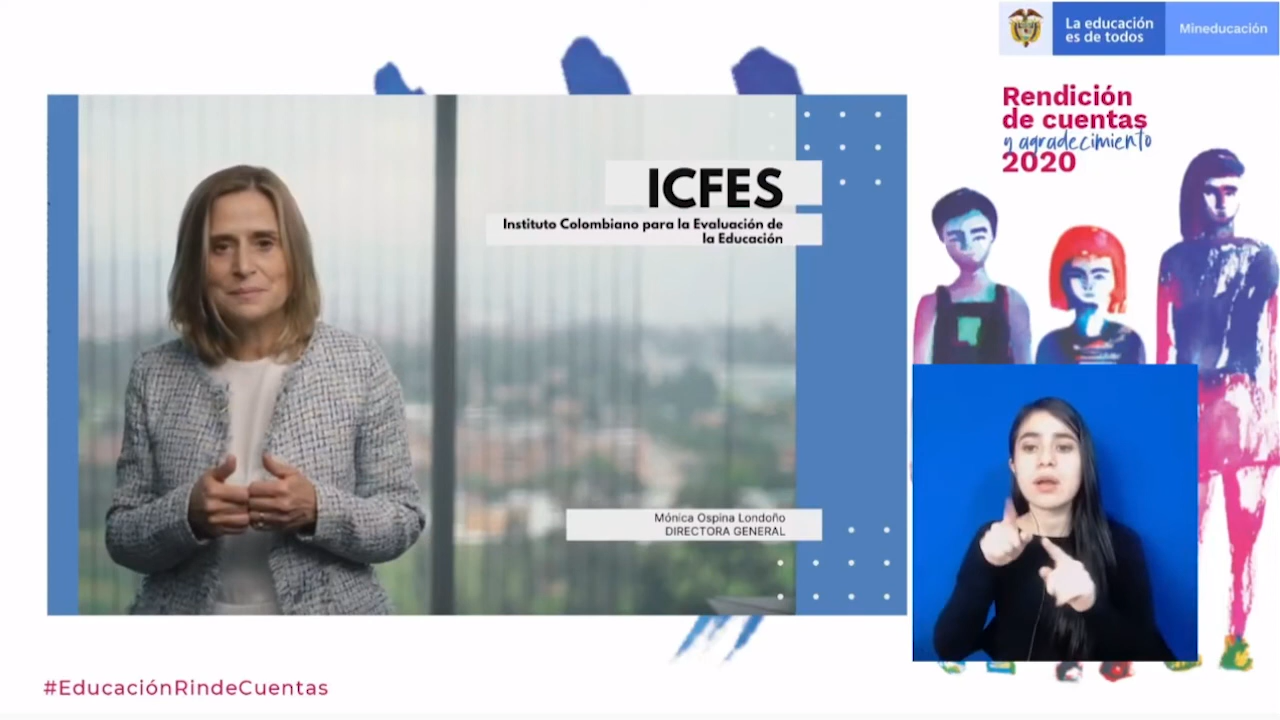 La educación
es de todos
Mineducación
Rendición
de cuentas
y agradecimiento
2020
ICFES
Instituto Colombiano para la Evaluación de
la Educación
Mónica Ospina Londoño
DIRECTORA GENERAL
#EducaciónRindeCuentas